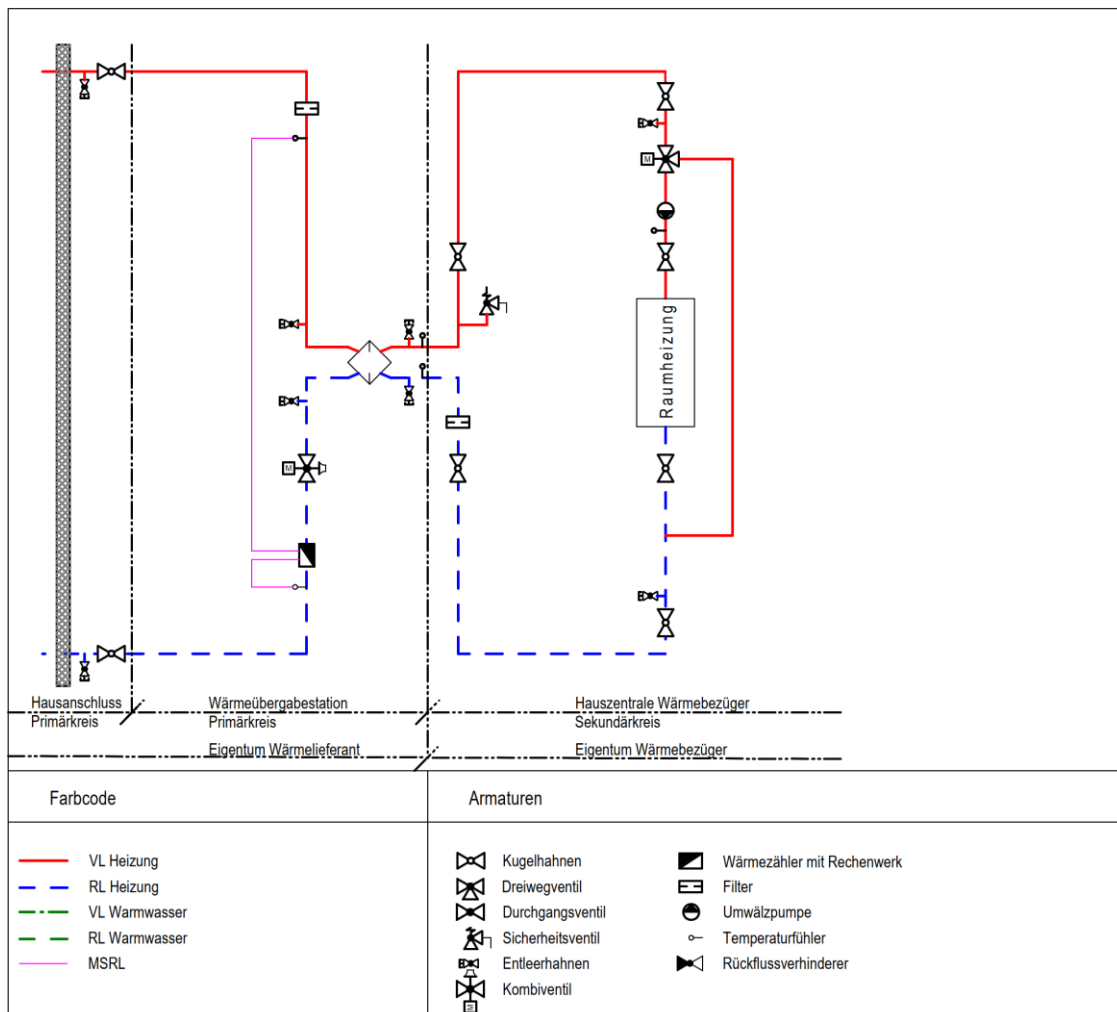 M
Raumheizung
M
Hausanschluss
Primärkreis
Wärmeübergabestation
Primärkreis
Hauszentrale Wärmebezüger
Sekundärkreis
Eigentum Wärmelieferant
Eigentum Wärmebezüger
Farbcode
VL Heizung
RL Heizung
VL Warmwasser
RL Warmwasser
MSRL
Armaturen
Kugelhahnen
Dreiwegventil
Durchgangsventil
Sicherheitsventil
Entleerhahnen
Kombiventil
M
Wärmezähler mit Rechenwerk
Filter
Umwälzpumpe
Temperaturfühler
Rückflussverhinderer